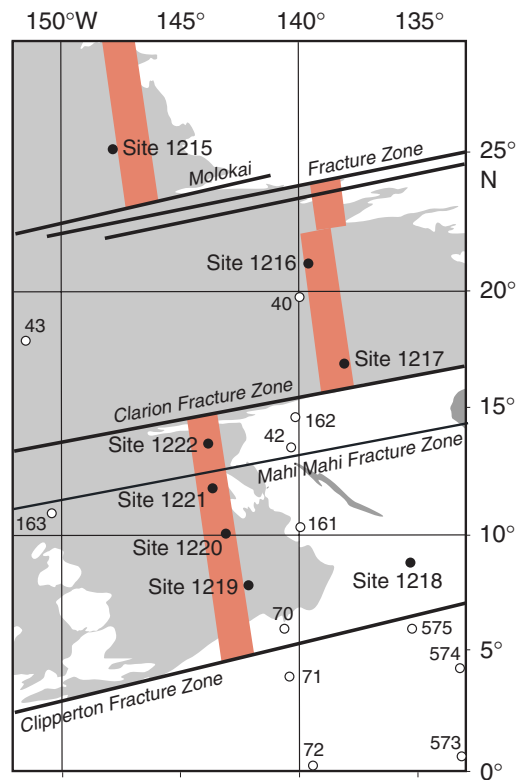 150°W 145° 140° 135°
25°
N
Fracture Zone
Site 1215
Molokai
Site 1216
20°
40
43
Site 1217
Clarion Fracture Zone
15°
162
Site 1222
42
Mahi Mahi Fracture Zone
Site 1221
163
161
10°
Site 1220
Site 1218
Site 1219
70
575
5°
574
71
Clipperton Fracture Zone
573
72
0°